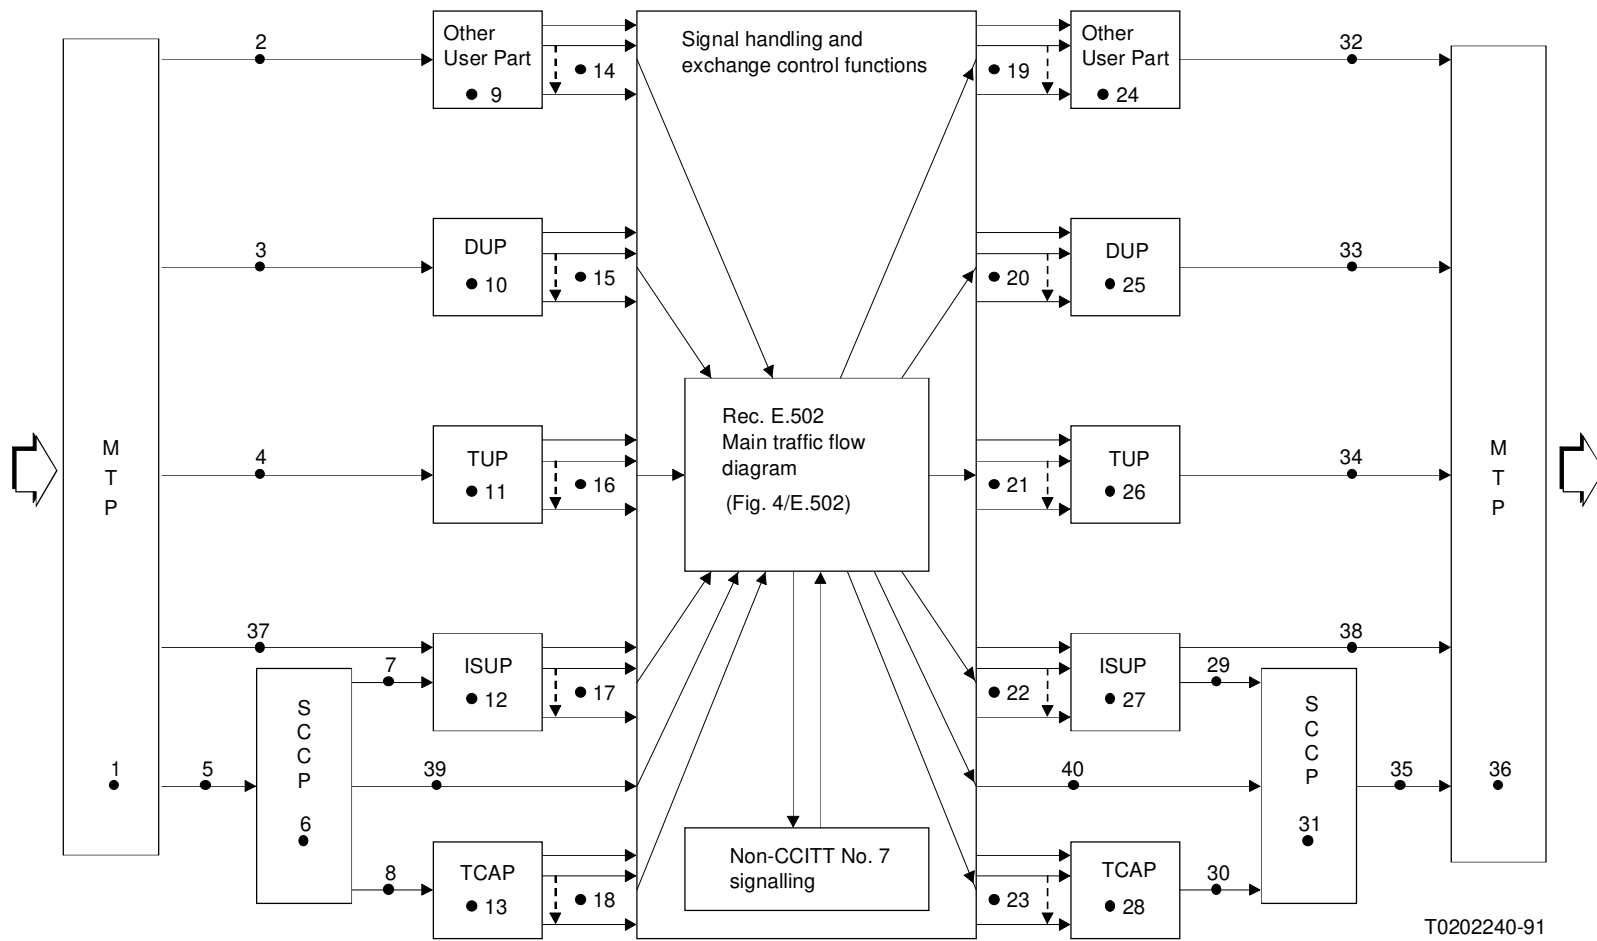 2
Other
User Part
9
14
Signal handling and
exchange control functions
19
Other
User Part
24
32
3
DUP
10
15
20
DUP
25
33
M
T
P
1
4
TUP
11
16
Rec. E.502
Main traffic flow
diagram
(Fig. 4/E.502)
21
TUP
26
34
M
T
P
36
37
7
ISUP
12
17
22
ISUP
27
38
29
5
S
C
C
P
6
39
40
S
C
C
P
31
35
8
TCAP
13
18
Non-CCITT No. 7
signalling
23
TCAP
28
30
T0202240-91